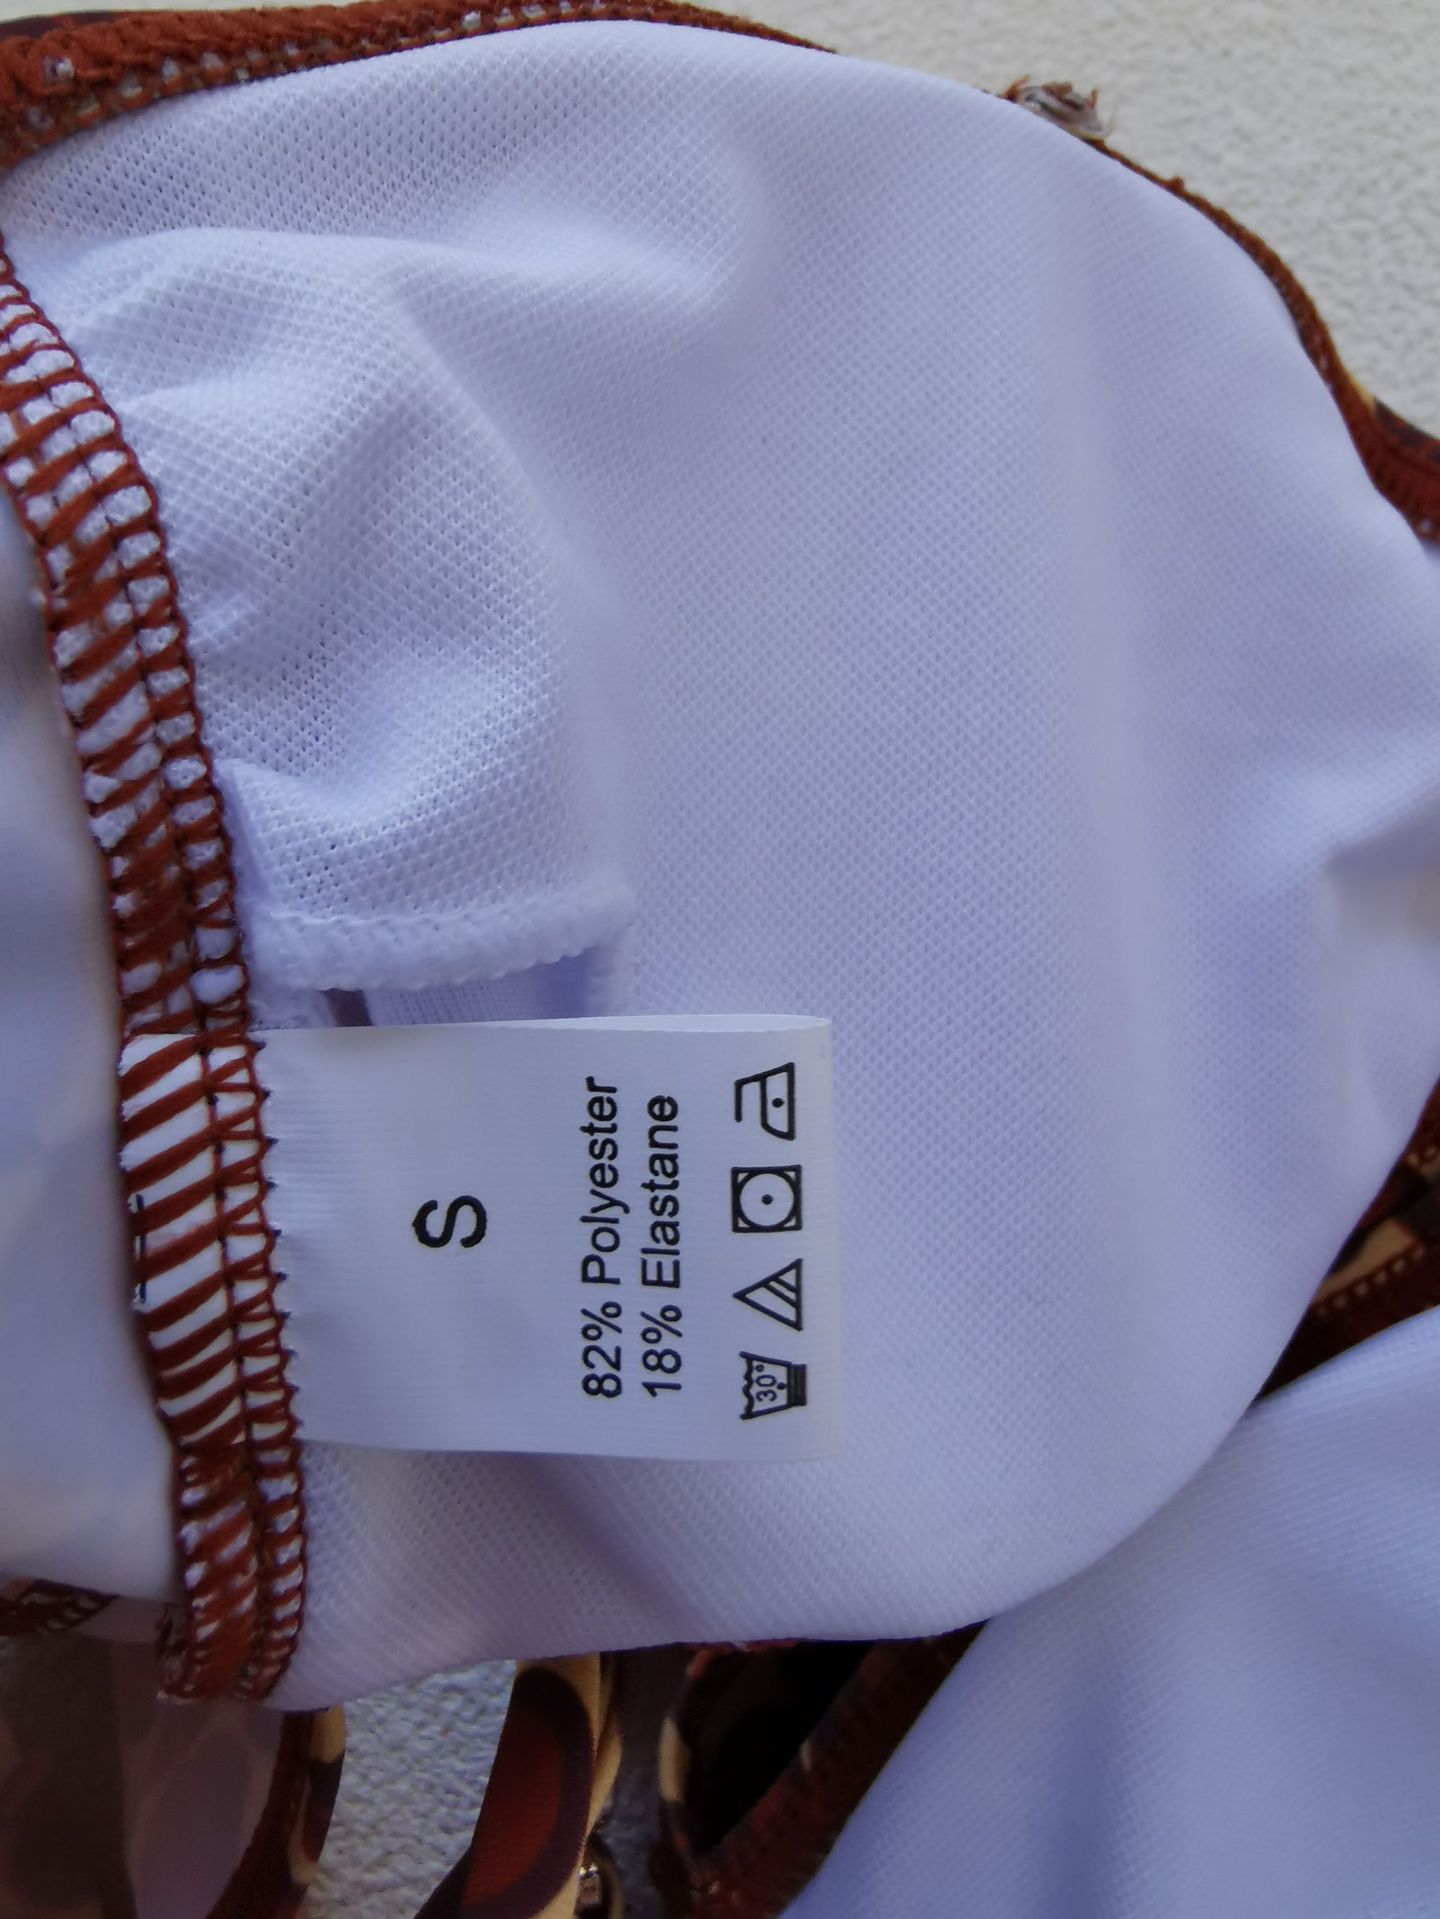 S
82% Polyester
18% Elastane
30°